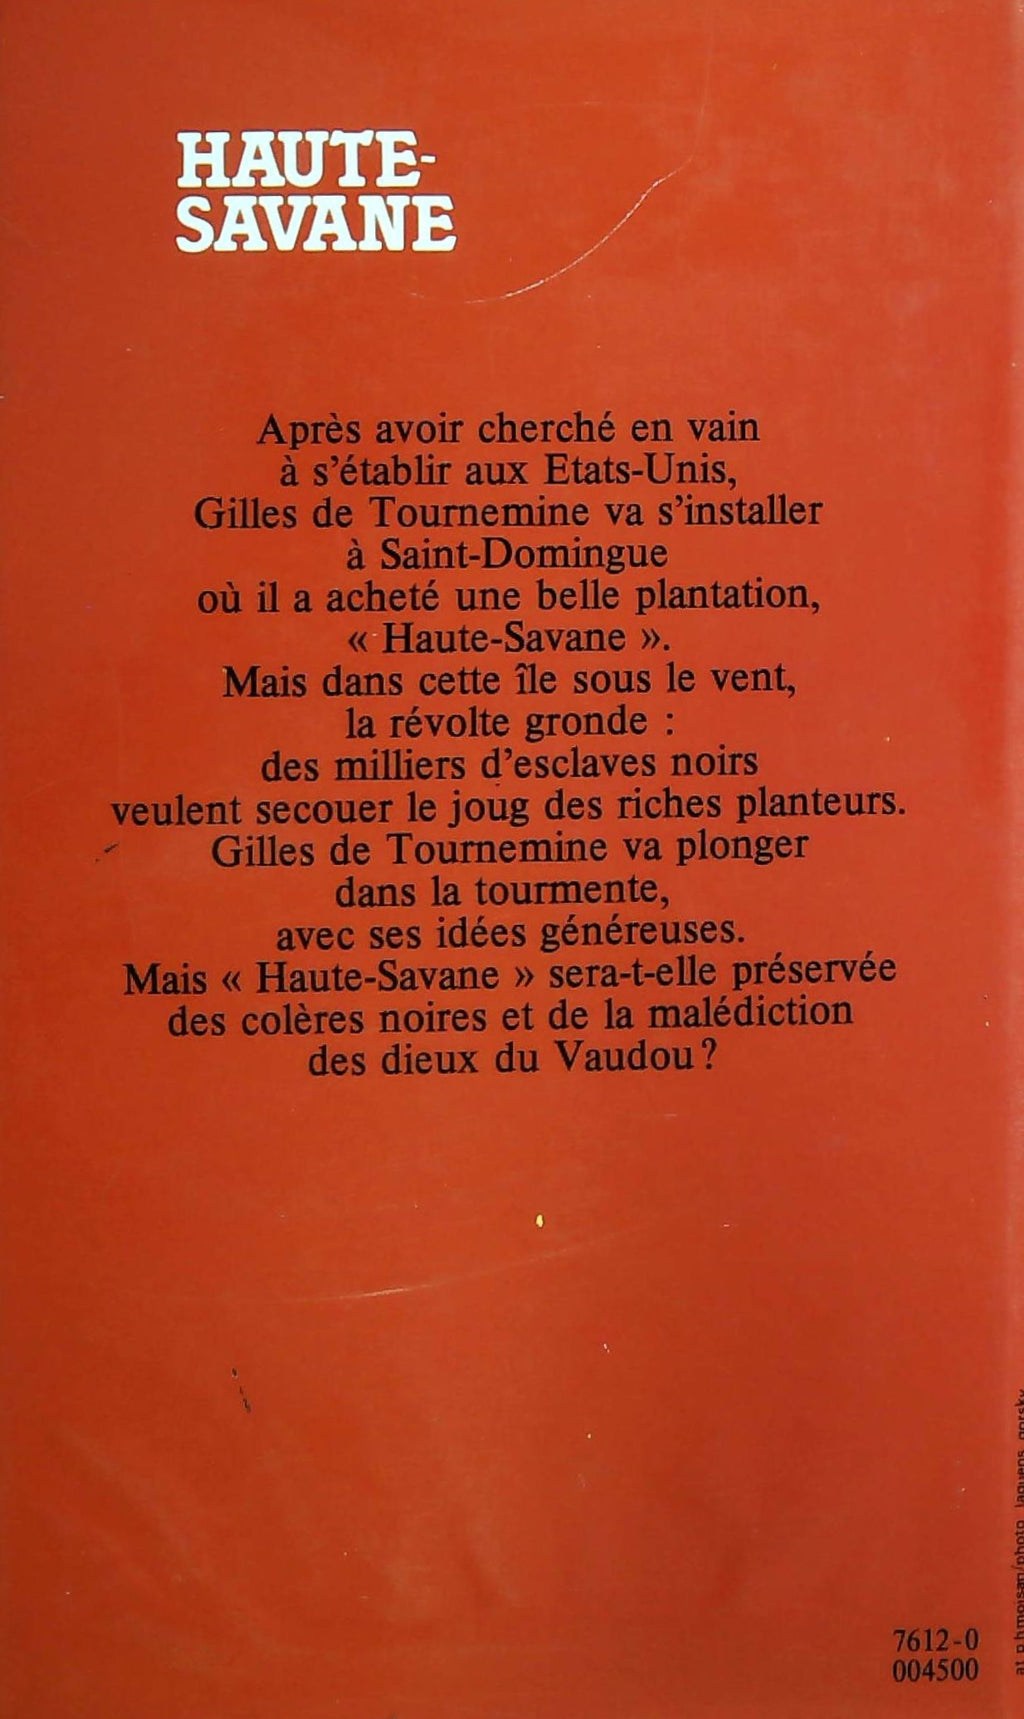 HAUTE-
SAVANE
Après avoir cherché en vain
à s'établir aux Etats-Unis,
Gilles de Tournemine va s'installer
à Saint-Domingue
où il a acheté une belle plantation,
« Haute-Savane ».
Mais dans cette île sous le vent,
la révolte gronde :
des milliers d'esclaves noirs
veulent secouer le joug des riches planteurs.
Gilles de Tournemine va plonger
dans la tourmente,
avec ses idées généreuses.
Mais « Haute-Savane » sera-t-elle préservée
des colères noires et de la malédiction
des dieux du Vaudou ?
7612-0
004500